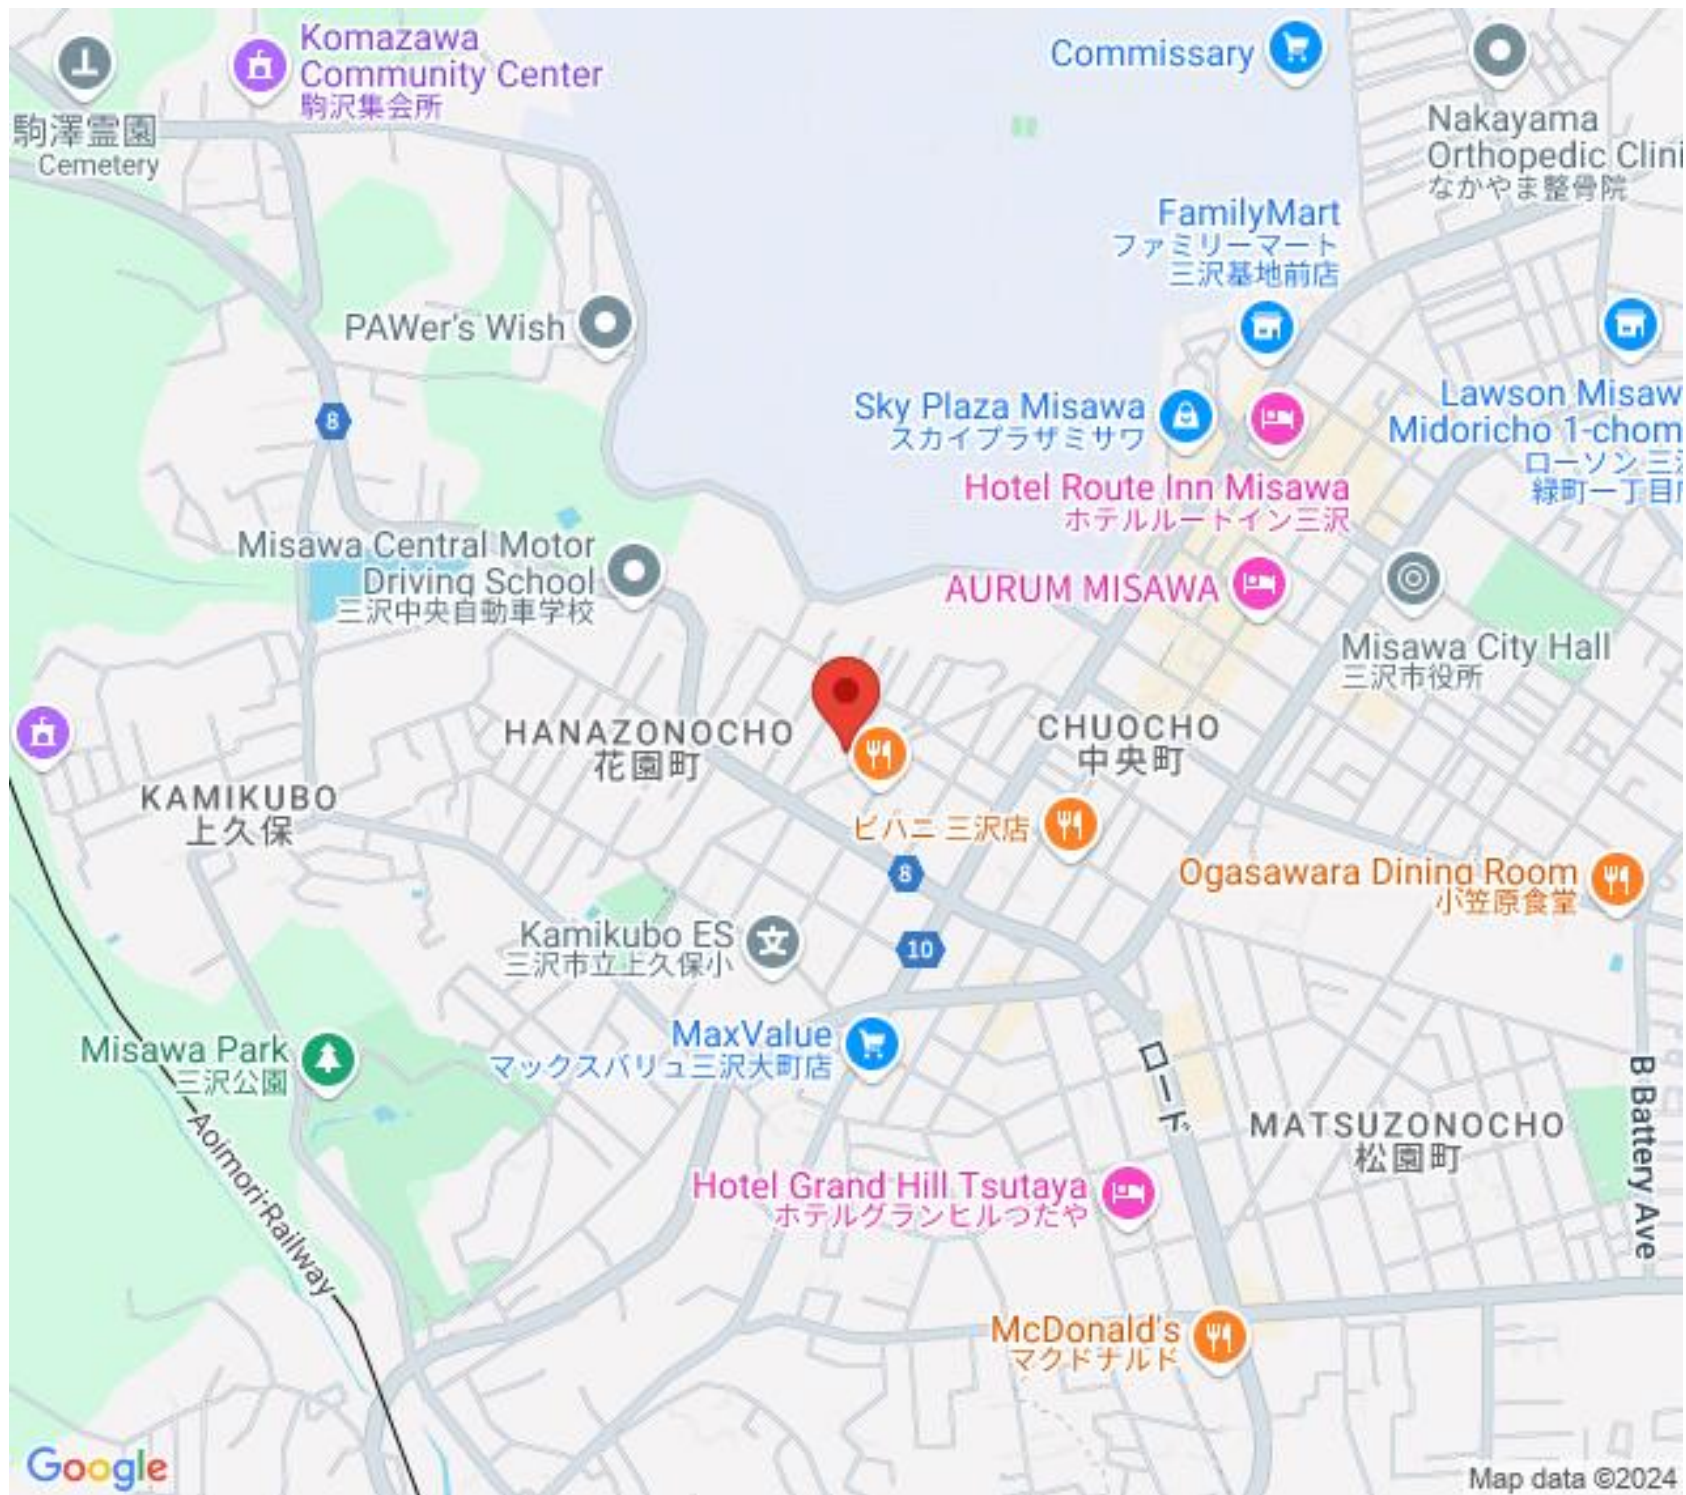 Komazawa
Community Center
駒沢集会所
Commissary
駒澤霊園
Cemetery
Nakayama
Orthopedic Clini
なかやま整骨院
FamilyMart
ファミリーマート
三沢基地前店
PAWer's Wish
8
Sky Plaza Misawa
スカイプラザミサワ
Lawson Misaw
Midoricho 1-chom
ローソン 三沢
緑町一丁目
Hotel Route Inn Misawa
ホテルルートイン三沢
Misawa Central Motor
Driving School
三沢中央自動車学校
AURUM MISAWA
Misawa City Hall
三沢市役所
HANAZONOCHO
花園町
CHUOCHO
中央町
KAMIKUBO
上久保
ビハニ 三沢店
8
Ogasawara Dining Room
小笠原食堂
Kamikubo ES
三沢市立上久保小
10
MaxValue
マックスバリュ三沢大町店
Misawa Park
三沢公園
ロード
B Battery Ave
MATSUZONOCHO
松園町
Aoimori-Railway
Hotel Grand Hill Tsutaya
ホテルグランヒルつたや
McDonald's
マクドナルド
Google
Map data ©2024